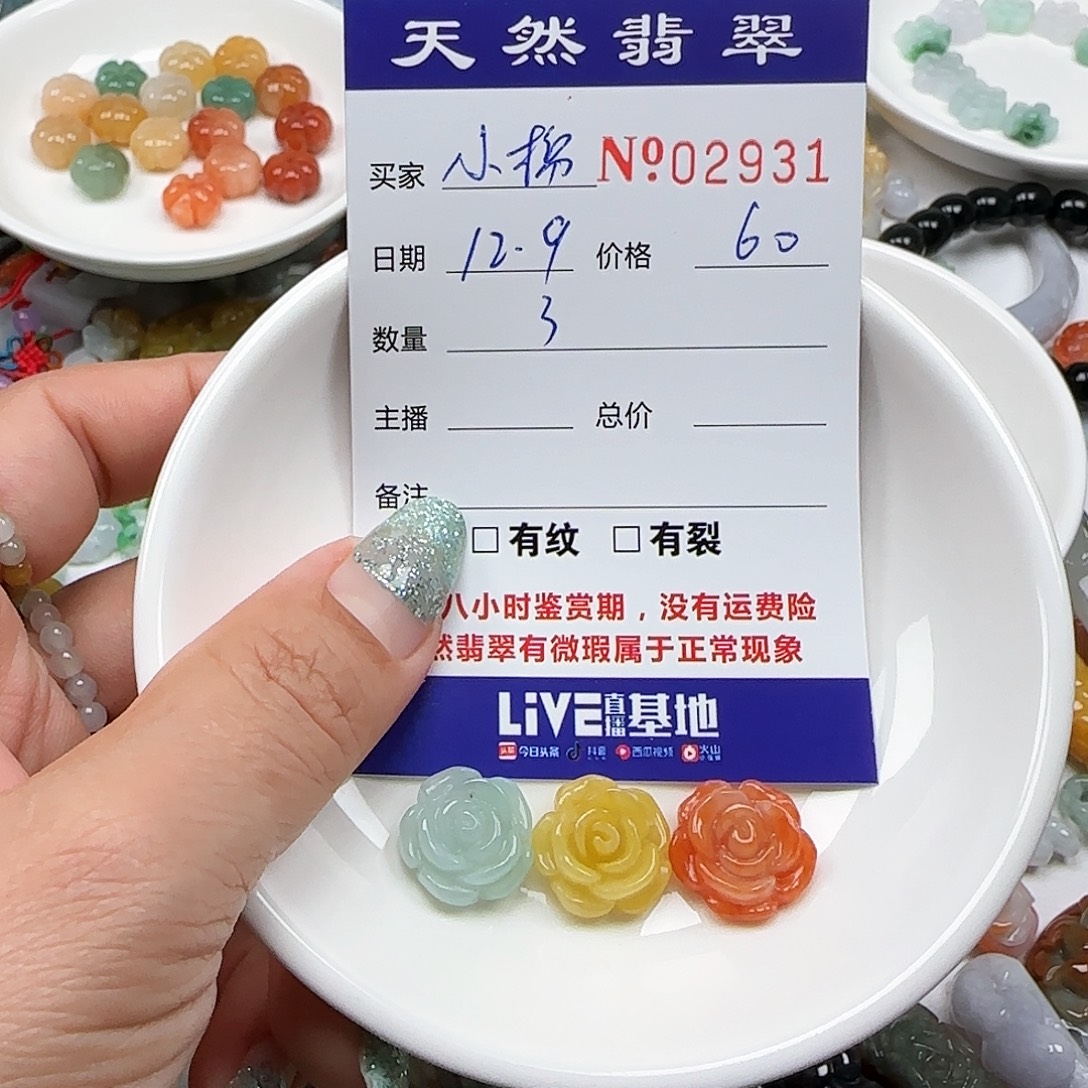 天然翡翠
买家 小棉 №02931
日期 12.9 价格 60
数量 3
主播 总价
备注
□有纹 □有裂
八小时鉴赏期，没有运费险
然翡翠有微瑕属于正常现象
LiVE直播基地
头条 今日头条 抖音 西瓜视频 火山